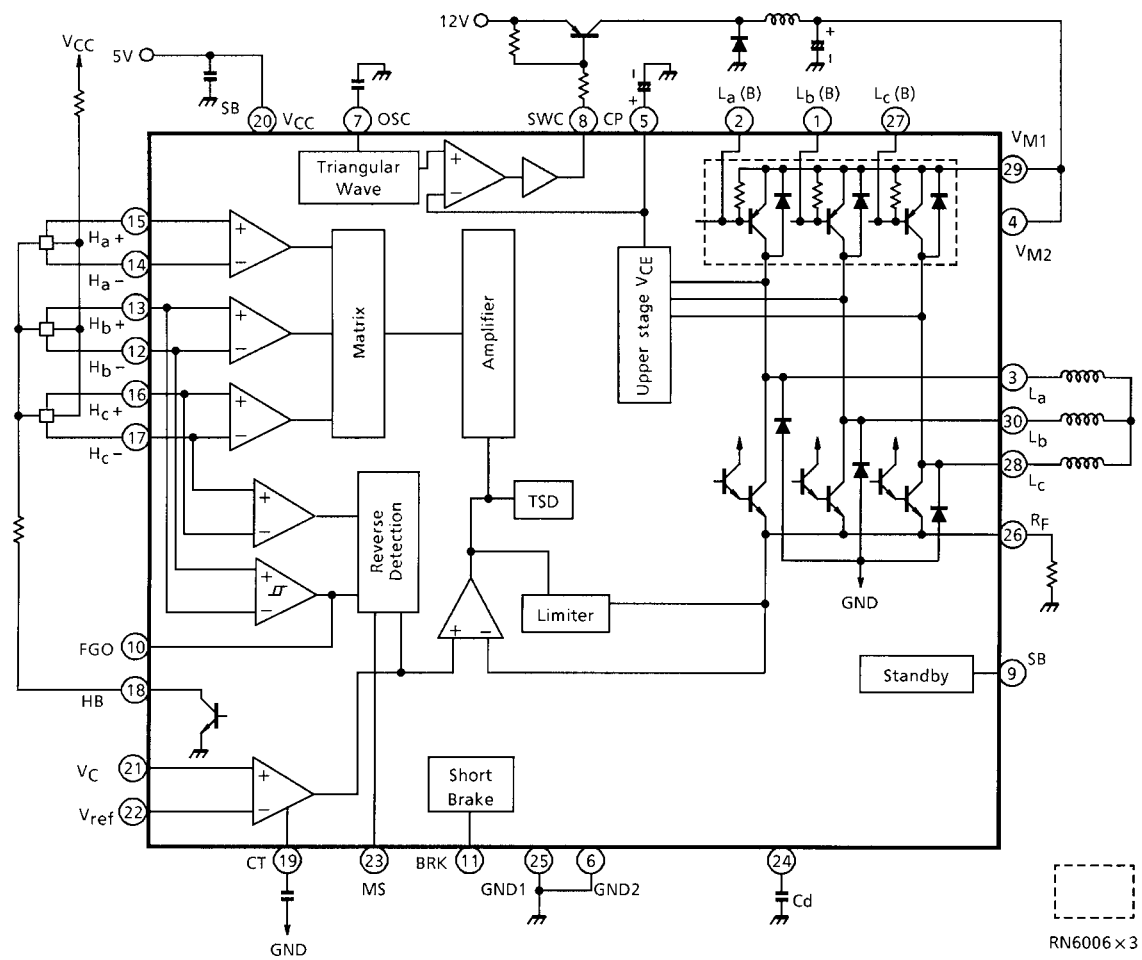 12V
VCC
5V
SB
20 VCC
7 OSC
SWC 8
CP 5
La (B)
2
Lb (B)
1
Lc (B)
27
VM1
29
4
VM2
Triangular
Wave
+
−
+
−
15
Ha+
14
Ha−
13
Hb+
12
Hb−
16
Hc+
17
Hc−
+
−
+
−
+
−
Matrix
Amplifier
Upper stage VCE
3
La
30
Lb
28
Lc
26
RF
GND
+
−
+
−
Reverse
Detection
TSD
Limiter
+ −
FGO 10
HB 18
Standby
9 SB
VC 21
Vref 22
+
−
Short
Brake
CT 19
GND
23
MS
BRK 11
25
GND1
6
GND2
24
Cd
RN6006×3